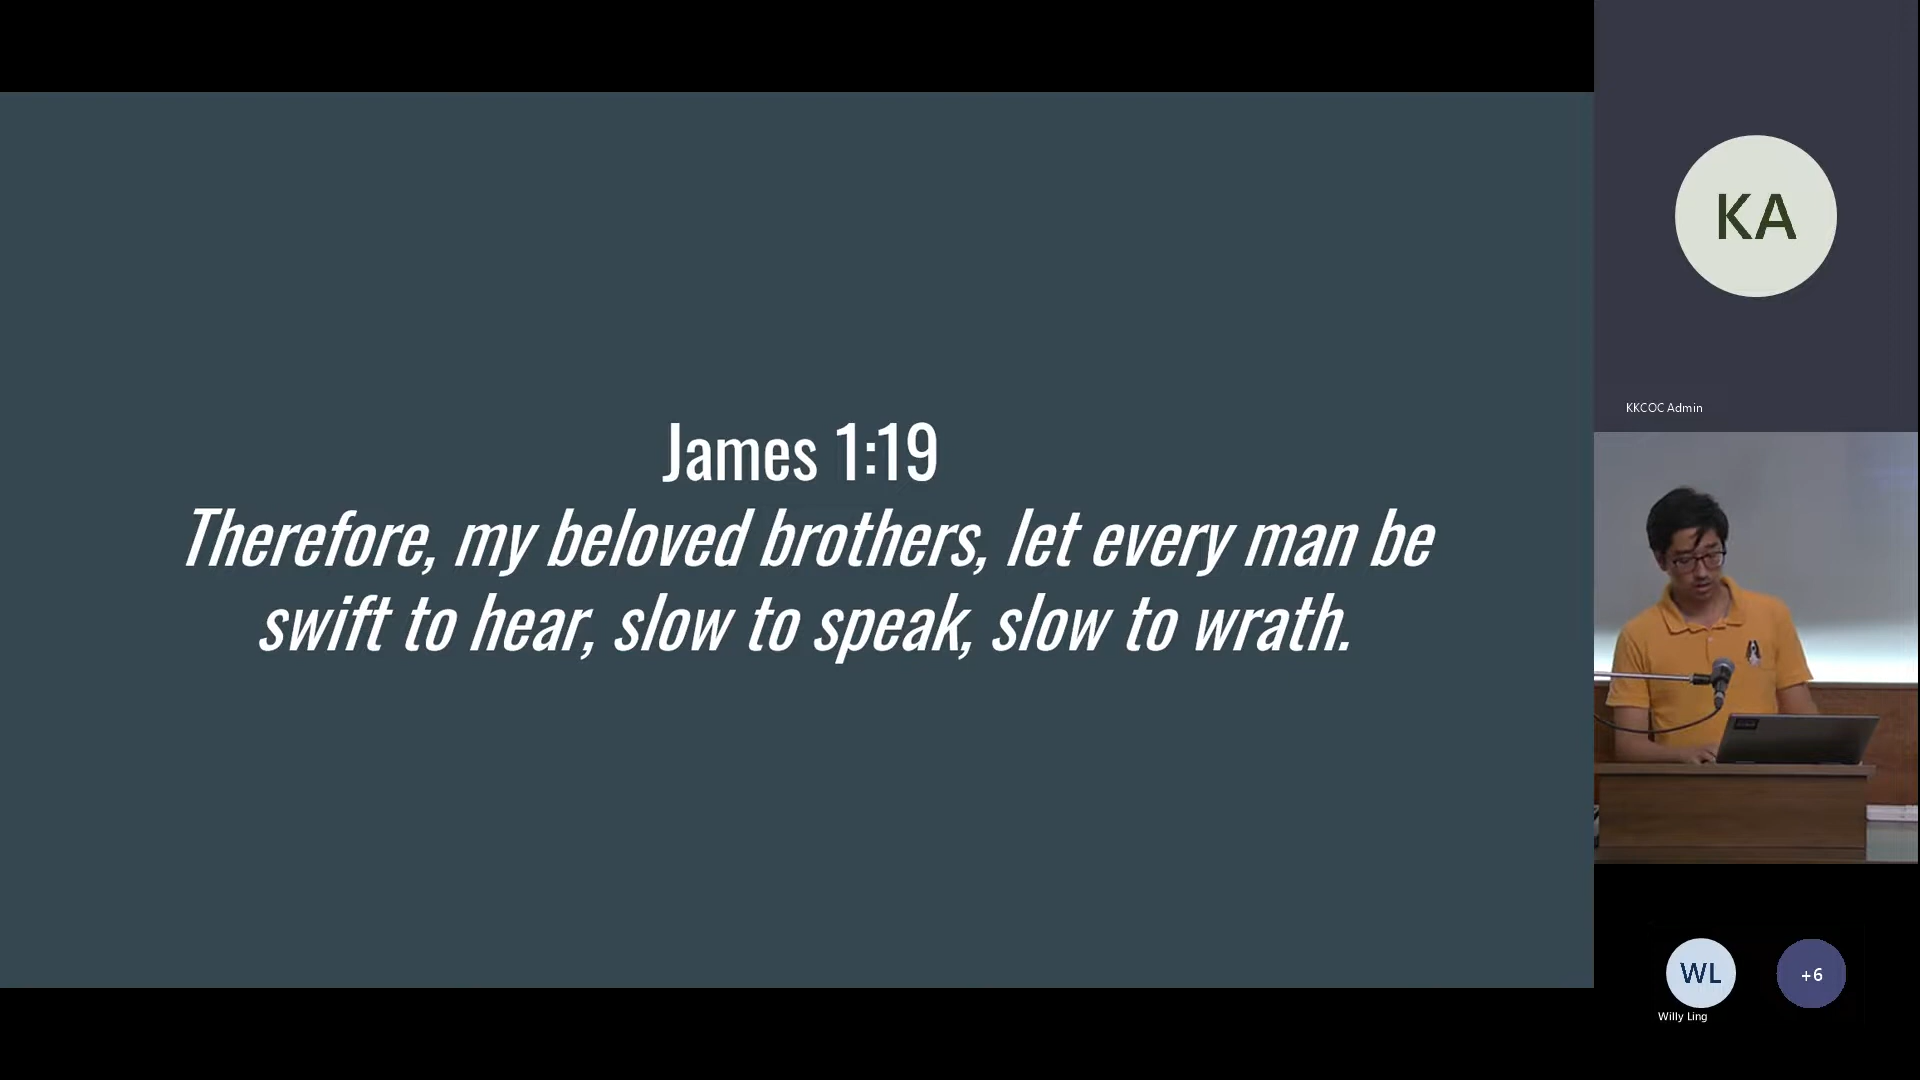 James 1:19
Therefore, my beloved brothers, let every man be
swift to hear, slow to speak, slow to wrath.
KA
KKCOC Admin
WL
+6
Willy Ling